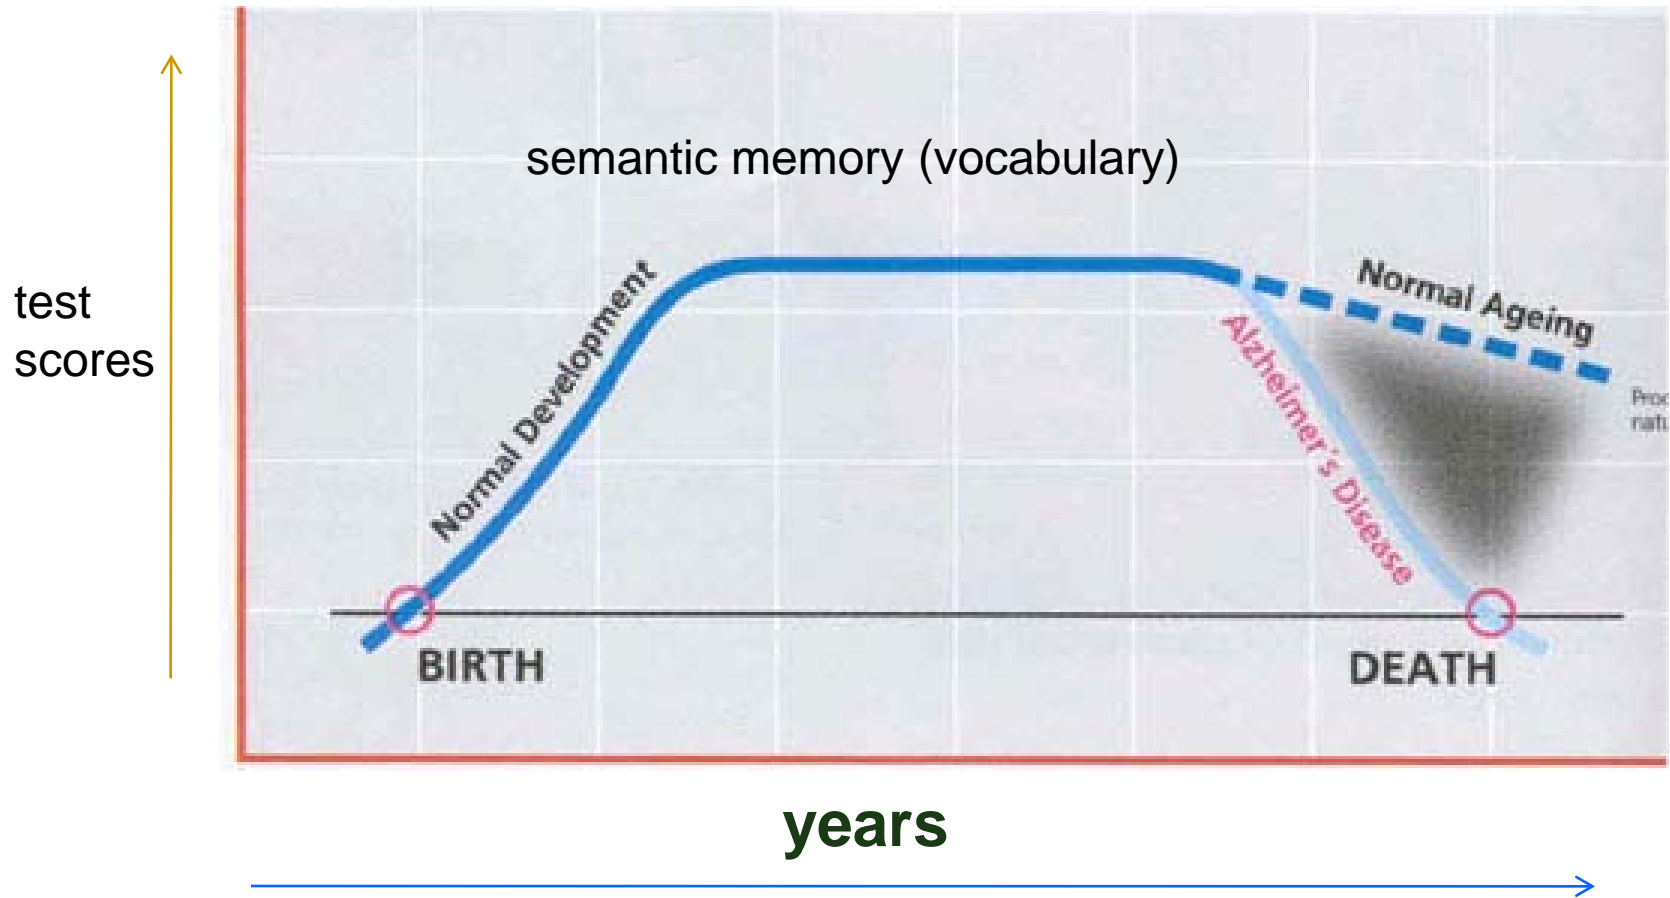 semantic memory (vocabulary)
test
scores
Normal Development
Normal Ageing
Alzheimer's Disease
BIRTH
DEATH
years